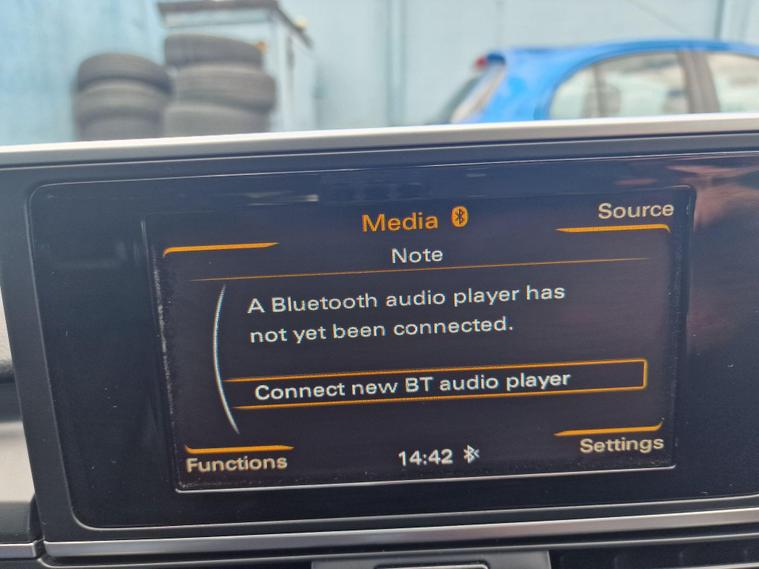 Media
Source
Note
A Bluetooth audio player has
not yet been connected.
Connect new BT audio player
Functions
14:42
Settings